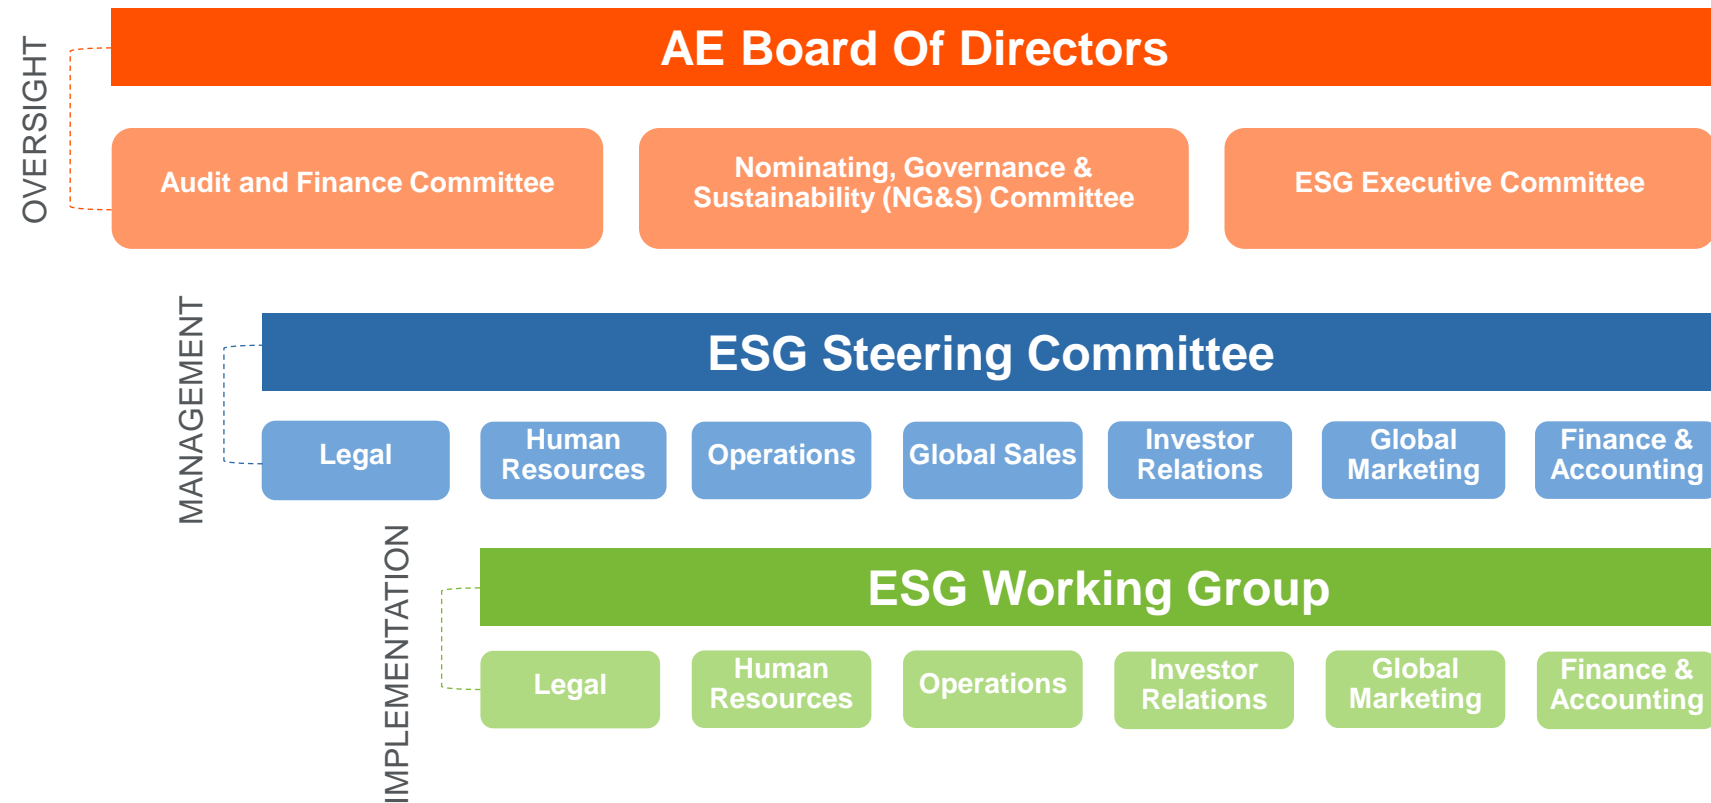 OVERSIGHT
AE Board Of Directors
Audit and Finance Committee
Nominating, Governance &
Sustainability (NG&S) Committee
ESG Executive Committee
MANAGEMENT
ESG Steering Committee
Legal
Human
Resources
Operations
Global Sales
Investor
Relations
Global
Marketing
Finance &
Accounting
IMPLEMENTATION
ESG Working Group
Legal
Human
Resources
Operations
Investor
Relations
Global
Marketing
Finance &
Accounting